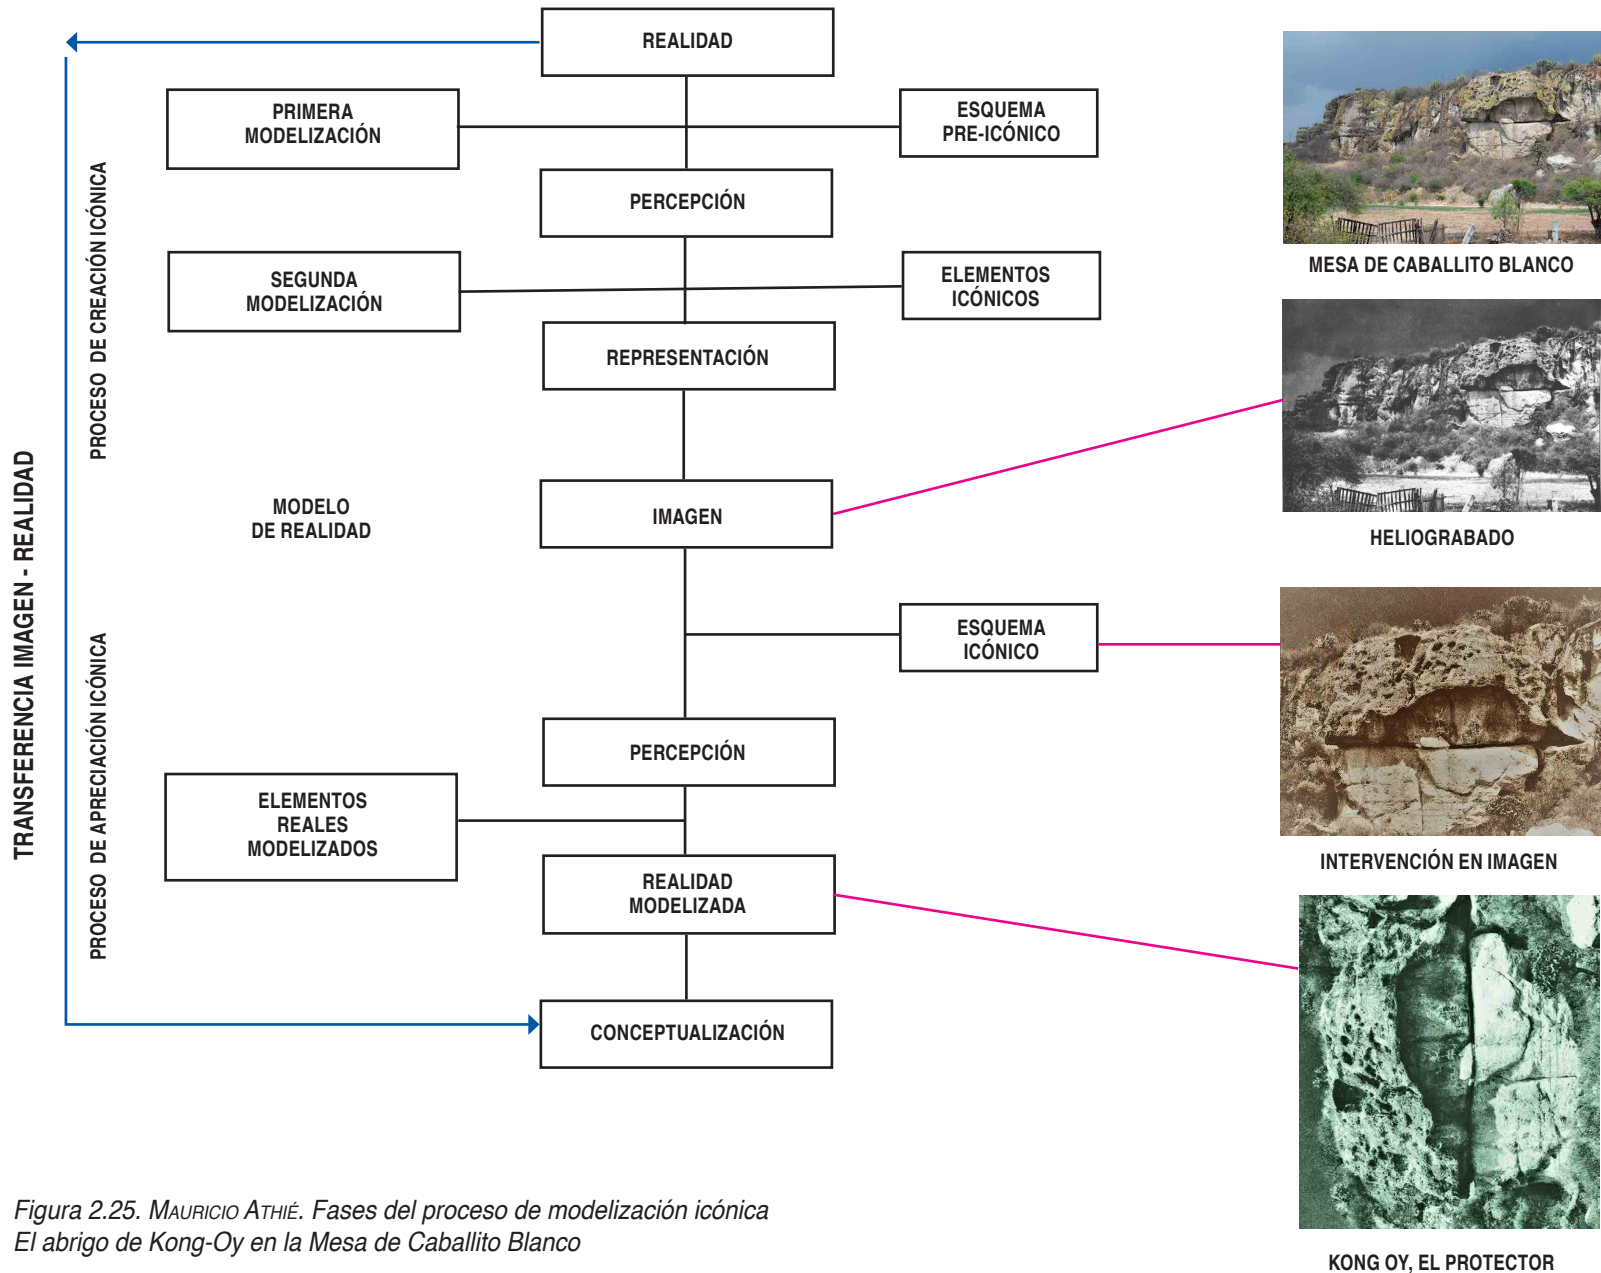 REALIDAD
PRIMERA
MODELIZACIÓN
ESQUEMA
PRE-ICÓNICO
PERCEPCIÓN
SEGUNDA
MODELIZACIÓN
ELEMENTOS
ICÓNICOS
REPRESENTACIÓN
MODELO
DE REALIDAD
IMAGEN
ESQUEMA
ICÓNICO
PERCEPCIÓN
ELEMENTOS
REALES
MODELIZADOS
REALIDAD
MODELIZADA
CONCEPTUALIZACIÓN
TRANSFERENCIA IMAGEN - REALIDAD
PROCESO DE CREACIÓN ICÓNICA
PROCESO DE APRECIACIÓN ICÓNICA
MESA DE CABALLITO BLANCO
HELIOGRABADO
INTERVENCIÓN EN IMAGEN
KONG OY, EL PROTECTOR
Figura 2.25. MAURICIO ATHIÉ. Fases del proceso de modelización icónica
El abrigo de Kong-Oy en la Mesa de Caballito Blanco